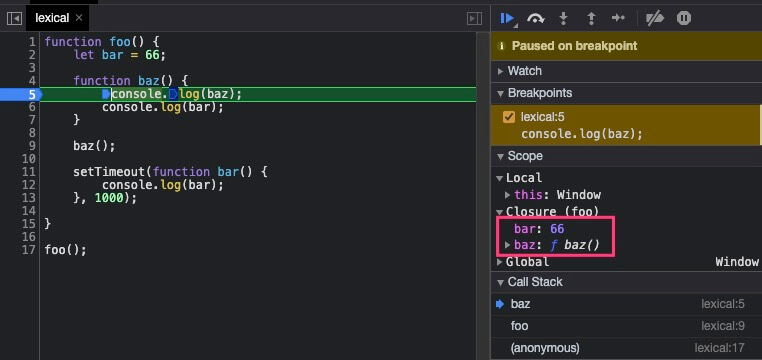 lexical ×
1 function foo() {
2 let bar = 66;
3
4 function baz() {
5 console.log(baz);
6 console.log(bar);
7 }
8
9 baz();
10
11 setTimeout(function bar() {
12 console.log(bar);
13 }, 1000);
14
15 }
16
17 foo();
Paused on breakpoint
Watch
Breakpoints
lexical:5
console.log(baz);
Scope
Local
this: Window
Closure (foo)
bar: 66
baz: ƒ baz()
Global Window
Call Stack
baz lexical:5
foo lexical:9
(anonymous) lexical:17